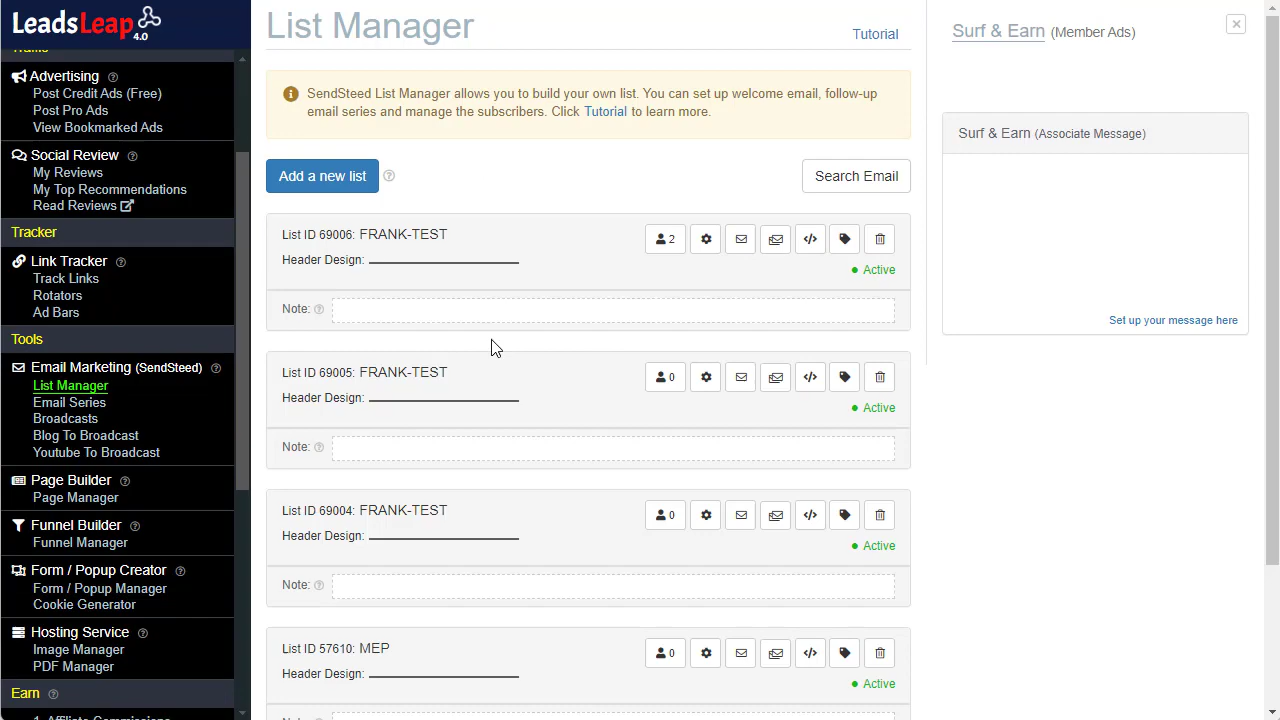 LeadsLeap
4.0
Traffic
Advertising
Post Credit Ads (Free)
Post Pro Ads
View Bookmarked Ads
Social Review
My Reviews
My Top Recommendations
Read Reviews
Tracker
Link Tracker
Track Links
Rotators
Ad Bars
Tools
Email Marketing (SendSteed)
List Manager
Email Series
Broadcasts
Blog To Broadcast
Youtube To Broadcast
Page Builder
Page Manager
Funnel Builder
Funnel Manager
Form / Popup Creator
Form / Popup Manager
Cookie Generator
Hosting Service
Image Manager
PDF Manager
Earn
1. Affiliate Commissions
List Manager
Tutorial
SendSteed List Manager allows you to build your own list. You can set up welcome email, follow-up
email series and manage the subscribers. Click Tutorial to learn more.
Add a new list
Search Email
List ID 69006: FRANK-TEST
2
Header Design:
Active
Note:
List ID 69005: FRANK-TEST
0
Header Design:
Active
Note:
List ID 69004: FRANK-TEST
0
Header Design:
Active
Note:
List ID 57610: MEP
0
Header Design:
Active
Note:
Surf & Earn (Member Ads)
Surf & Earn (Associate Message)
Set up your message here